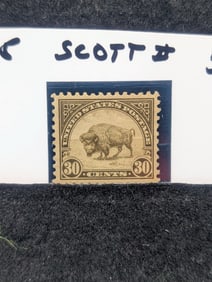 SCOTT #
UNITED STATES POSTAGE
30 CENTS 30